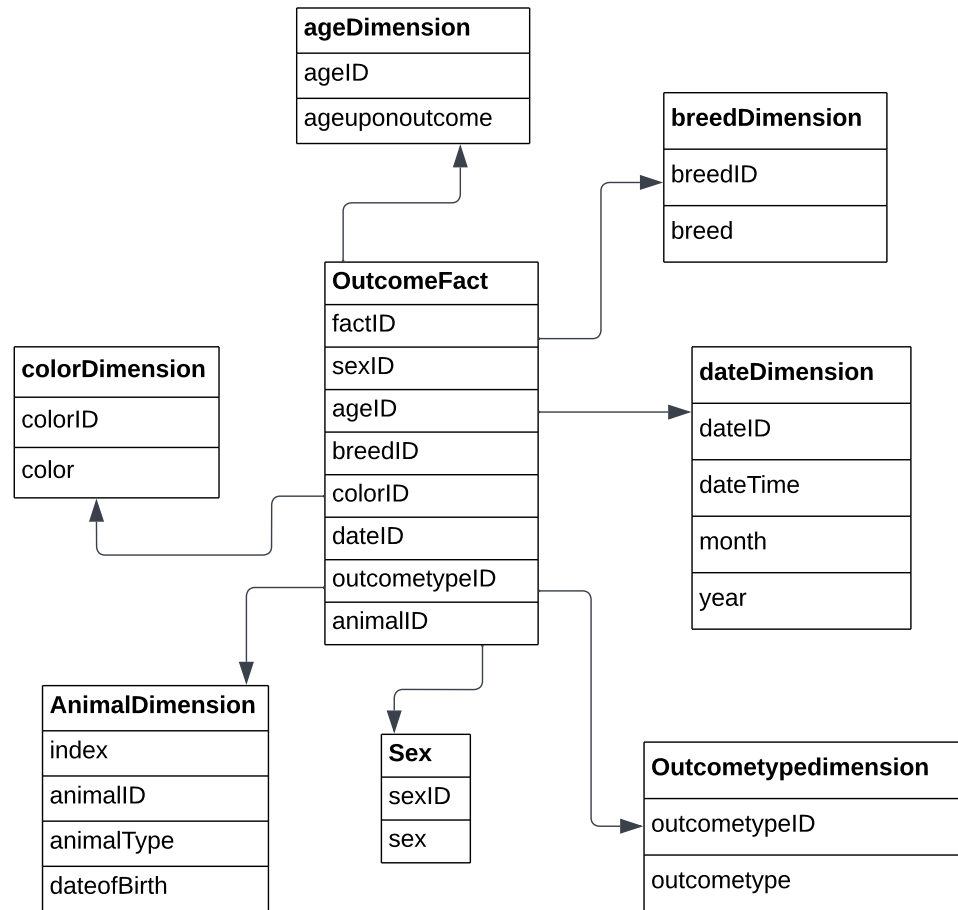 ageDimension
ageID
ageuponoutcome
breedDimension
breedID
breed
OutcomeFact
factID
sexID
ageID
breedID
colorID
dateID
outcometypeID
animalID
colorDimension
colorID
color
dateDimension
dateID
dateTime
month
year
AnimalDimension
index
animalID
animalType
dateofBirth
Sex
sexID
sex
Outcometypedimension
outcometypeID
outcometype